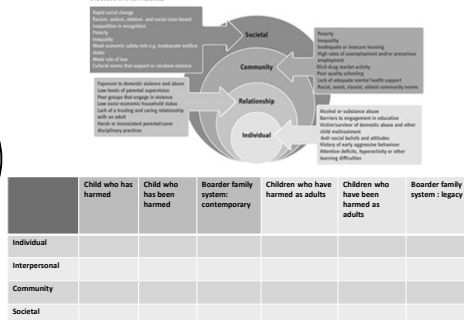 Rapid social change
Racism, sexism, ableism and social class based
inequalities in recognition
Poverty
Inequality
Weak economic safety nets e.g. inadequate welfare
states
Weak rule of law
Cultural norms that support or condone violence
Societal
Community
Relationship
Individual
Poverty
Inequality
Inadequate or insecure housing
High rates of unemployment and/or precarious
employment
Illicit drug market activity
Poor quality schooling
Lack of adequate mental health support
Racist, sexist, classist, ableist community norms
Exposure to domestic violence and abuse
Low levels of parental supervision
Peer groups that engage in violence
Low socio-economic household status
Lack of a trusting and caring relationship
with an adult
Harsh or inconsistent parental/carer
disciplinary practices
Alcohol or substance abuse
Barriers to engagement in education
Victim/survivor of domestic abuse and other
child maltreatment
Anti-social beliefs and attitudes
History of early aggressive behaviour
Attentive deficits, hyperactivity or other
learning difficulties
Child who has
harmed
Child who
has been
harmed
Boarder family
system:
contemporary
Children who have
harmed as adults
Children who
have been
harmed as
adults
Boarder family
system : legacy
Individual
Interpersonal
Community
Societal